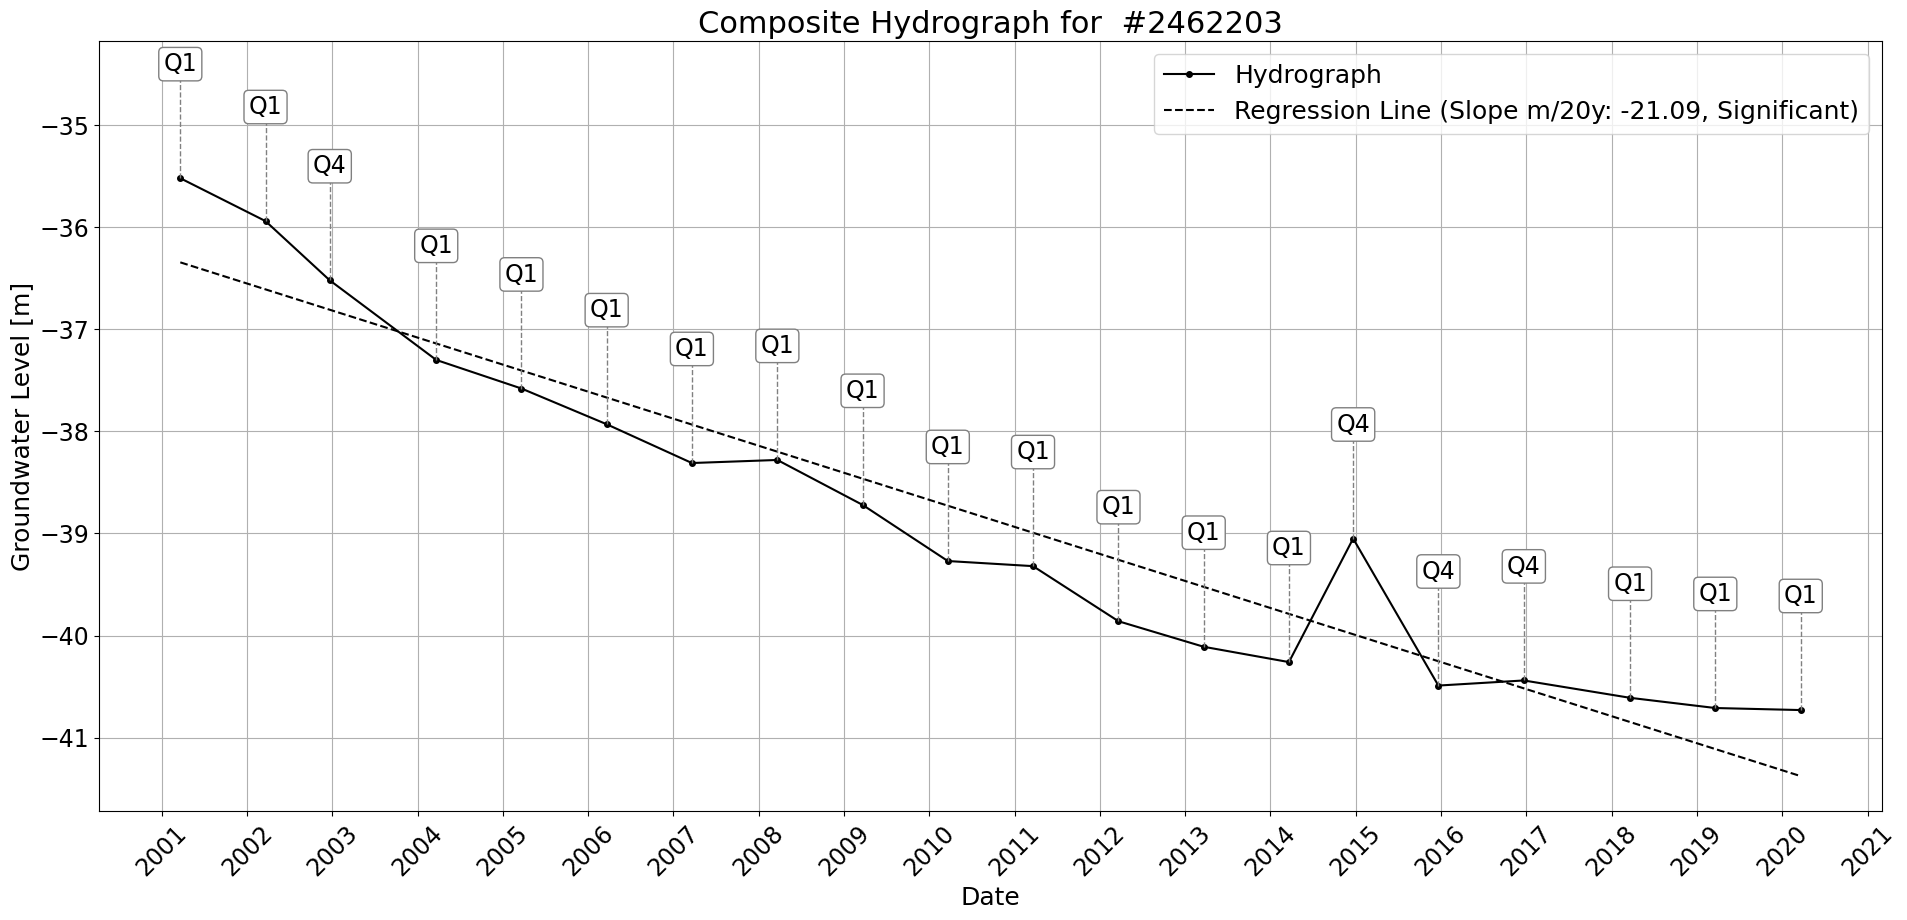 Composite Hydrograph for  #2462203
Hydrograph
Regression Line (Slope m/20y: -21.09, Significant)
Q1
Q1
Q4
Q1
Q1
Q1
Q1
Q1
Q1
Q1
Q1
Q1
Q1
Q1
Q4
Q4
Q4
Q1
Q1
Q1
Groundwater Level [m]
−35
−36
−37
−38
−39
−40
−41
2001
2002
2003
2004
2005
2006
2007
2008
2009
2010
2011
2012
2013
2014
2015
2016
2017
2018
2019
2020
2021
Date